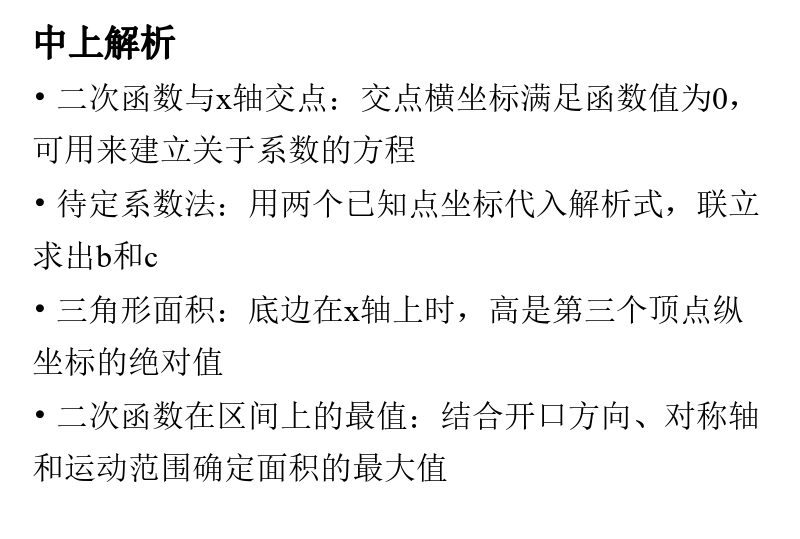 中上解析
• 二次函数与x轴交点：交点横坐标满足函数值为0，
可用来建立关于系数的方程
• 待定系数法：用两个已知点坐标代入解析式，联立
求出b和c
• 三角形面积：底边在x轴上时，高是第三个顶点纵
坐标的绝对值
• 二次函数在区间上的最值：结合开口方向、对称轴
和运动范围确定面积的最大值